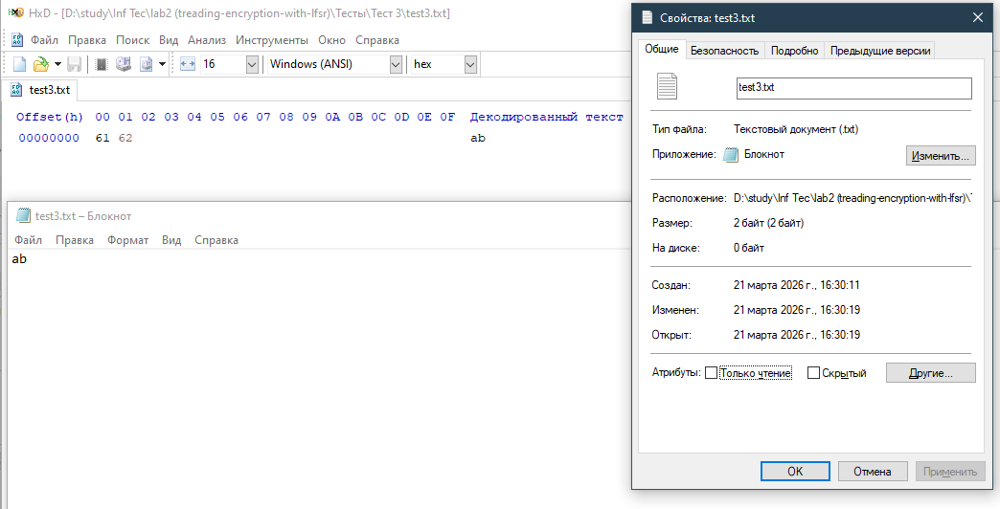 HxD - [D:\study\Inf Tec\lab2 (treading-encryption-with-lfsr)\Тесты\Тест 3\test3.txt]
Файл Правка Поиск Вид Анализ Инструменты Окно Справка
16 Windows (ANSI) hex
test3.txt
Offset(h) 00 01 02 03 04 05 06 07 08 09 0A 0B 0C 0D 0E 0F Декодированный текст
00000000 61 62 ab
test3.txt – Блокнот
Файл Правка Формат Вид Справка
ab
Свойства: test3.txt
Общие Безопасность Подробно Предыдущие версии
test3.txt
Тип файла: Текстовый документ (.txt)
Приложение: Блокнот Изменить...
Расположение: D:\study\Inf Tec\lab2 (treading-encryption-with-lfsr)\
Размер: 2 байт (2 байт)
На диске: 0 байт
Создан: 21 марта 2026 г., 16:30:11
Изменен: 21 марта 2026 г., 16:30:19
Открыт: 21 марта 2026 г., 16:30:19
Атрибуты: Только чтение Скрытый Другие...
OK Отмена Применить